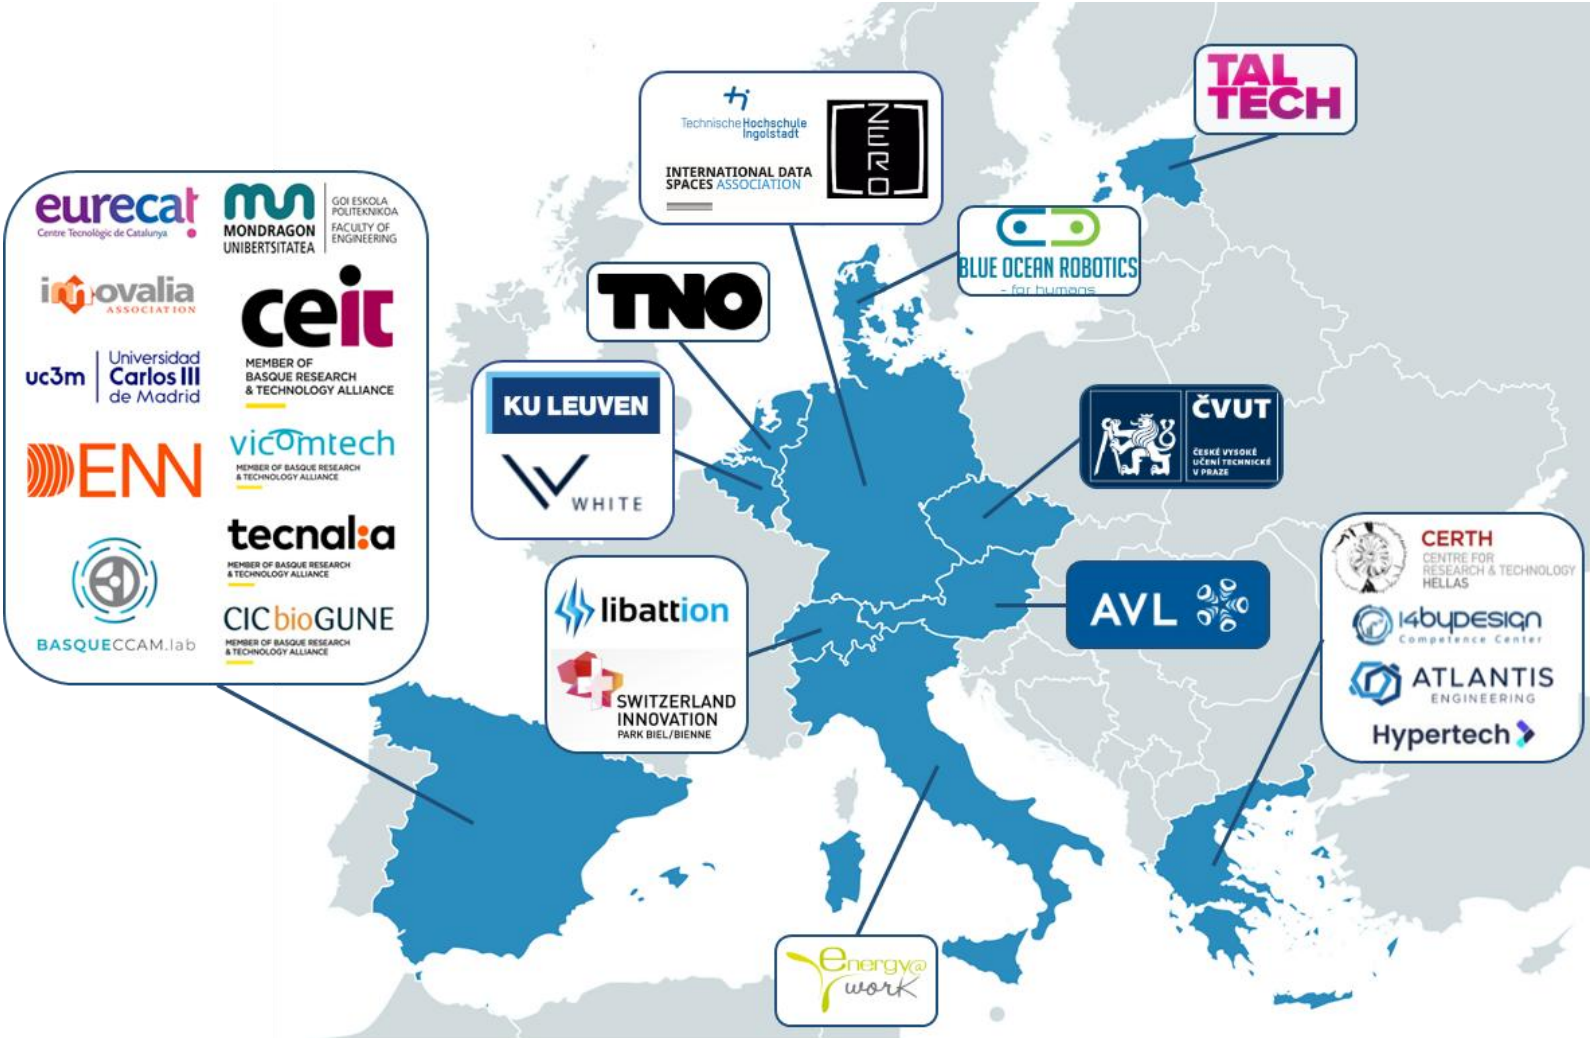 TAL
TECH
Technische Hochschule
Ingolstadt
ZERO
INTERNATIONAL DATA
SPACES ASSOCIATION
BLUE OCEAN ROBOTICS
- for humans
TNO
KU LEUVEN
WHITE
ČVUT
ČESKÉ VYSOKÉ
UČENÍ TECHNICKÉ
V PRAZE
eurecat
Centre Tecnològic de Catalunya
MONDRAGON
UNIBERTSITATEA
GOI ESKOLA
POLITEKNIKOA
FACULTY OF
ENGINEERING
innovalia
ASSOCIATION
ceit
MEMBER OF
BASQUE RESEARCH
& TECHNOLOGY ALLIANCE
uc3m
Universidad
Carlos III
de Madrid
DENN
vicomtech
MEMBER OF BASQUE RESEARCH
& TECHNOLOGY ALLIANCE
tecnal:a
MEMBER OF BASQUE RESEARCH
& TECHNOLOGY ALLIANCE
BASQUECCAM.lab
CIC bioGUNE
MEMBER OF BASQUE RESEARCH
& TECHNOLOGY ALLIANCE
libattion
SWITZERLAND
INNOVATION
PARK BIEL/BIENNE
AVL
CERTH
CENTRE FOR
RESEARCH & TECHNOLOGY
HELLAS
I4byDESIGN
Competence Center
ATLANTIS
ENGINEERING
Hypertech
energy@
work